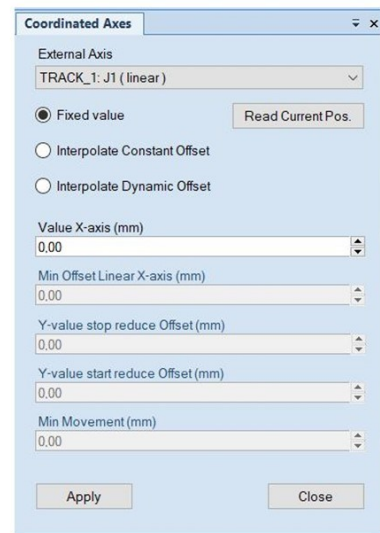 Coordinated Axes
External Axis
TRACK_1: J1 ( linear )
Fixed value
Read Current Pos.
Interpolate Constant Offset
Interpolate Dynamic Offset
Value X-axis (mm)
0,00
Min Offset Linear X-axis (mm)
0,00
Y-value stop reduce Offset (mm)
0,00
Y-value start reduce Offset (mm)
0,00
Min Movement (mm)
0,00
Apply
Close